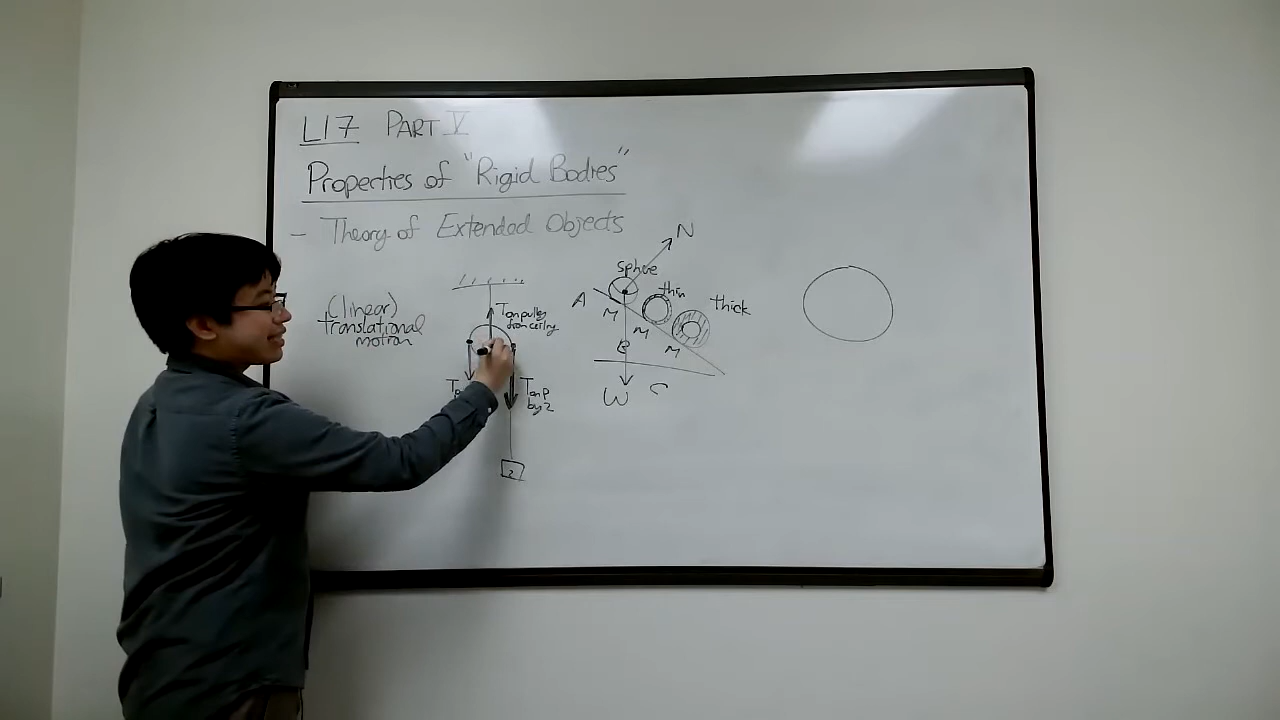 L17 PART V
Properties of "Rigid Bodies"
- Theory of Extended Objects
(linear)
translational
motion
T on pulley
from ceiling
T on P
by 2
2
N
sphere
thin
thick
A
M
M
M
W